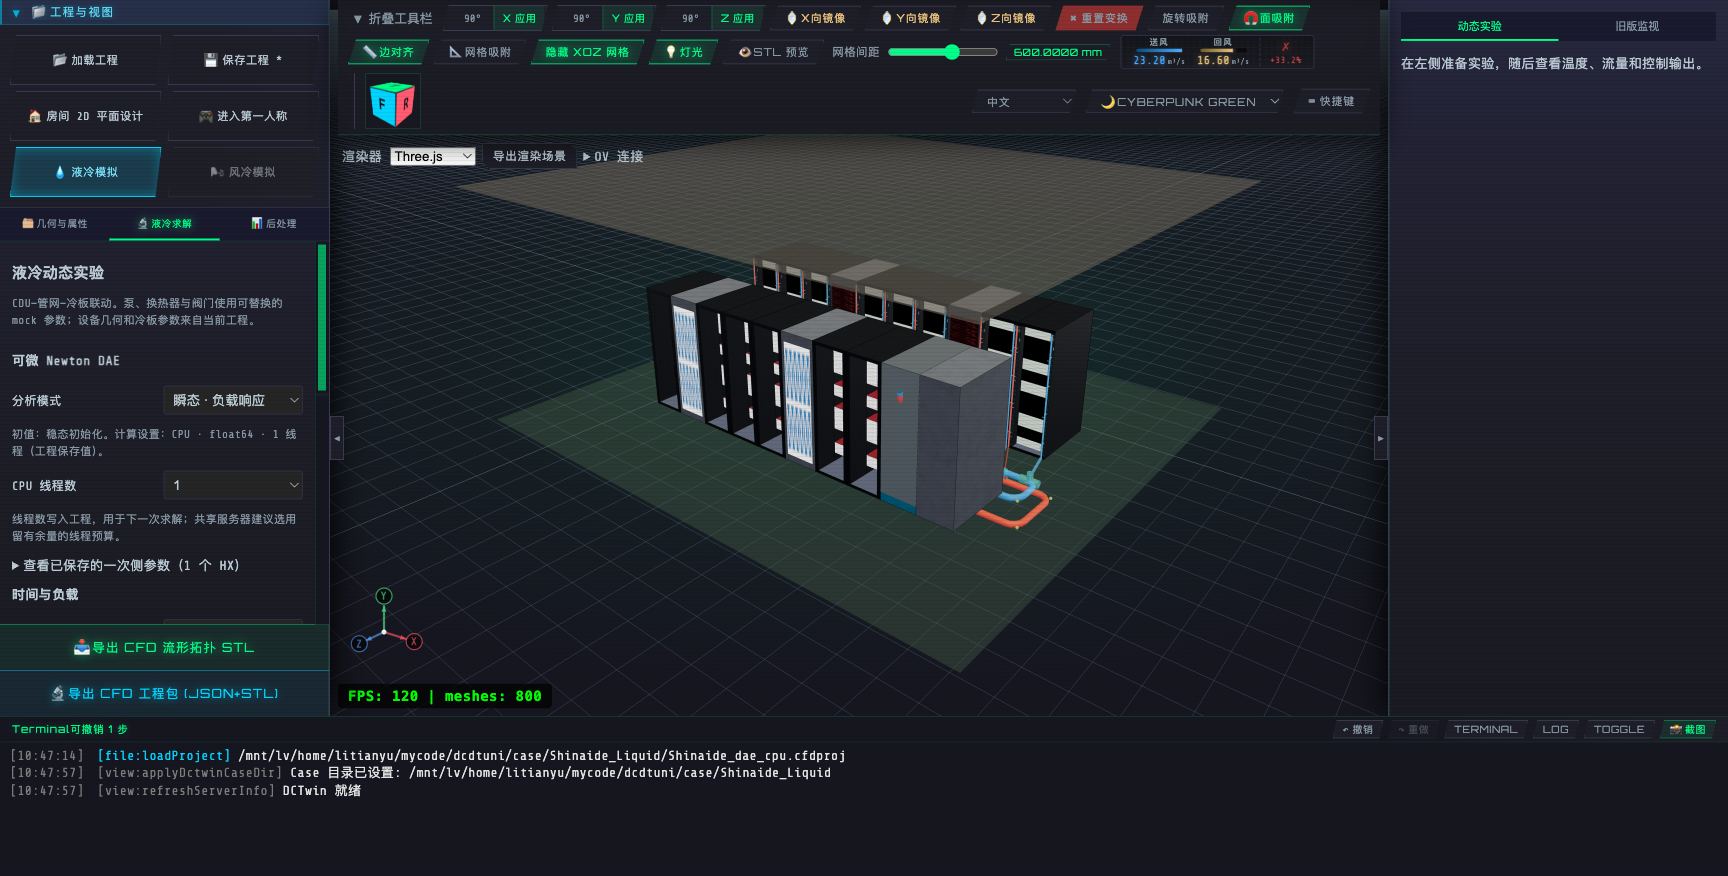 ▼ 工程与视图
加载工程
保存工程 *
房间 2D 平面设计
进入第一人称
液冷模拟
风冷模拟
几何与属性
液冷求解
后处理
液冷动态实验
CDU—管网—冷板联动。泵、换热器与阀门使用可替换的
mock 参数；设备几何和冷板参数来自当前工程。
可微 Newton DAE
分析模式
瞬态 · 负载响应
初值：稳态初始化。计算设置：CPU · float64 · 1 线
程（工程保存值）。
CPU 线程数
1
线程数写入工程，用于下一次求解；共享服务器建议选用
留有余量的线程预算。
▶ 查看已保存的一次侧参数（1 个 HX）
时间与负载
导出 CFD 流形拓扑 STL
导出 CFD 工程包 (JSON+STL)
▼ 折叠工具栏
90°
X 应用
90°
Y 应用
90°
Z 应用
X向镜像
Y向镜像
Z向镜像
✖ 重置变换
旋转吸附
面吸附
边对齐
网格吸附
隐藏 XOZ 网格
灯光
STL 预览
网格间距
600.0000 mm
送风
23.20 m³/s
回风
16.60 m³/s
✗
+33.2%
F
R
中文
CYBERPUNK GREEN
快捷键
渲染器
Three.js
导出渲染场景
▶ OV 连接
Y
Z
X
FPS: 120 | meshes: 800
动态实验
旧版监视
在左侧准备实验，随后查看温度、流量和控制输出。
Terminal可撤销 1 步
↶ 撤销
↷ 重做
TERMINAL
LOG
TOGGLE
截图
[10:47:14] [file:loadProject] /mnt/lv/home/litianyu/mycode/dcdtuni/case/Shinaide_Liquid/Shinaide_dae_cpu.cfdproj
[10:47:57] [view:applyDctwinCaseDir] Case 目录已设置: /mnt/lv/home/litianyu/mycode/dcdtuni/case/Shinaide_Liquid
[10:47:57] [view:refreshServerInfo] DCTwin 就绪